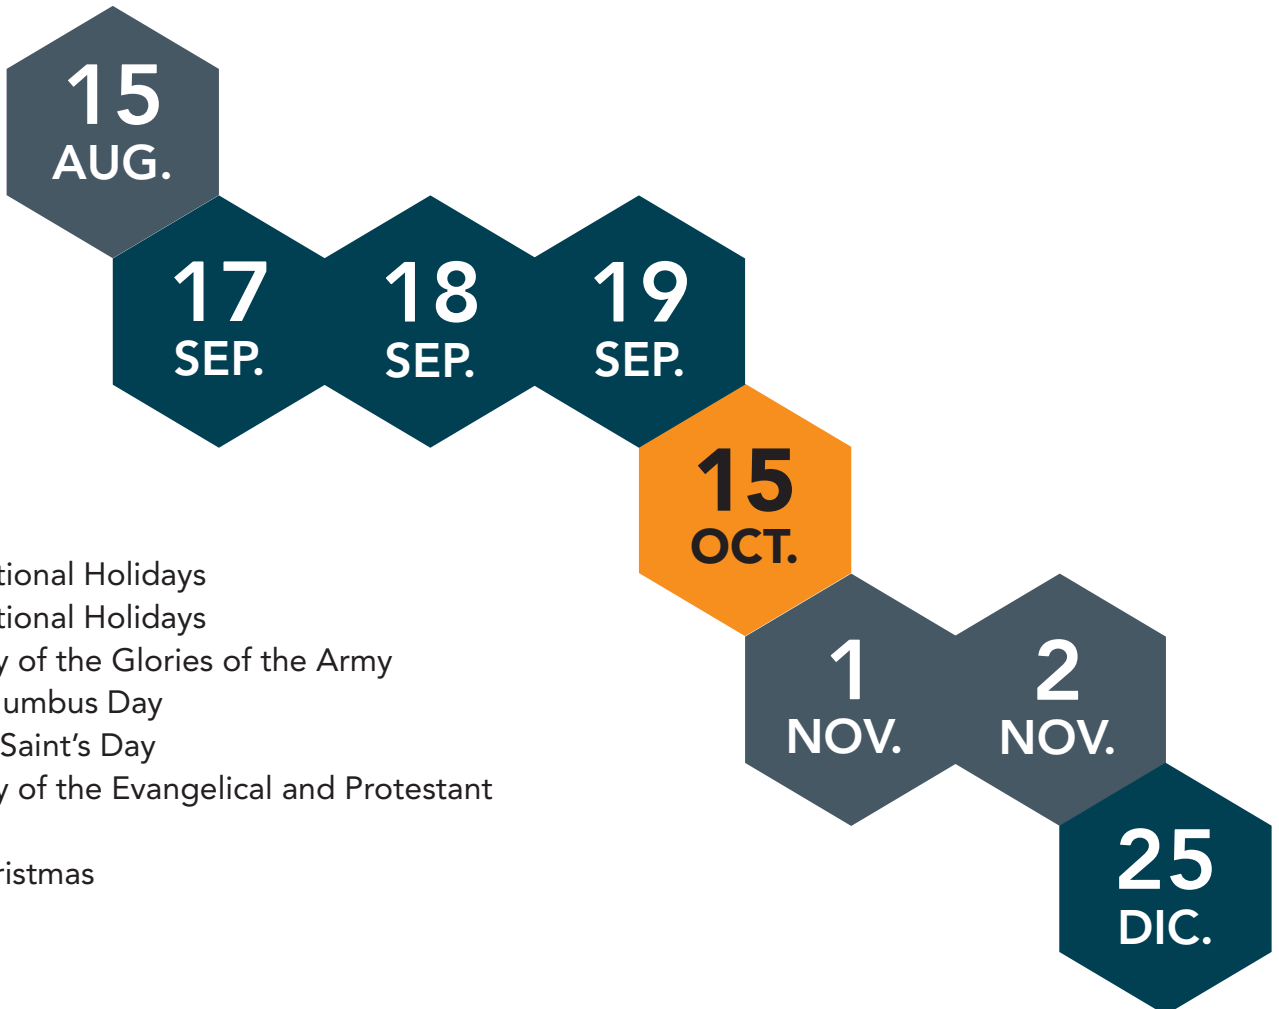 15
AUG.
17
SEP.
18
SEP.
19
SEP.
15
OCT.
tional Holidays
tional Holidays
y of the Glories of the Army
lumbus Day
Saint’s Day
y of the Evangelical and Protestant
ristmas
1
NOV.
2
NOV.
25
DIC.